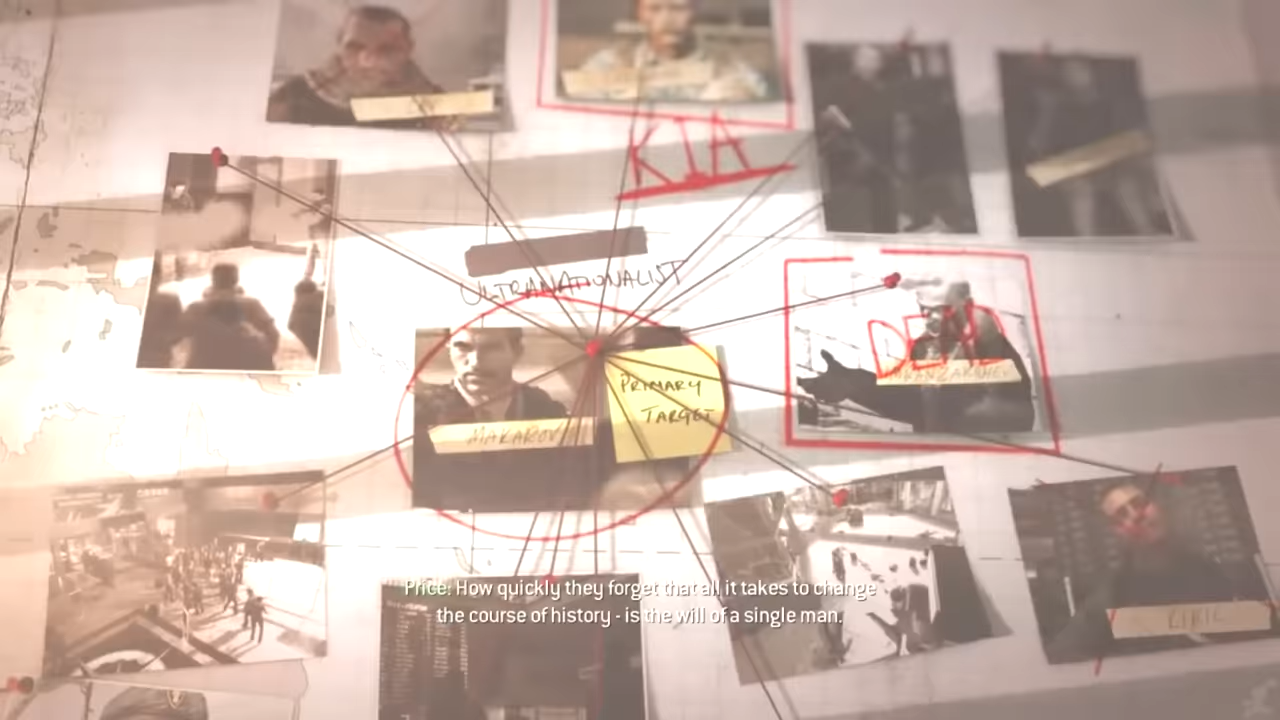 KIA
ULTRANATIONALIST
DEAD
PRIMARY
TARGET
MAKAROV
KIRIL
Price: How quickly they forget that all it takes to change
the course of history - is the will of a single man.